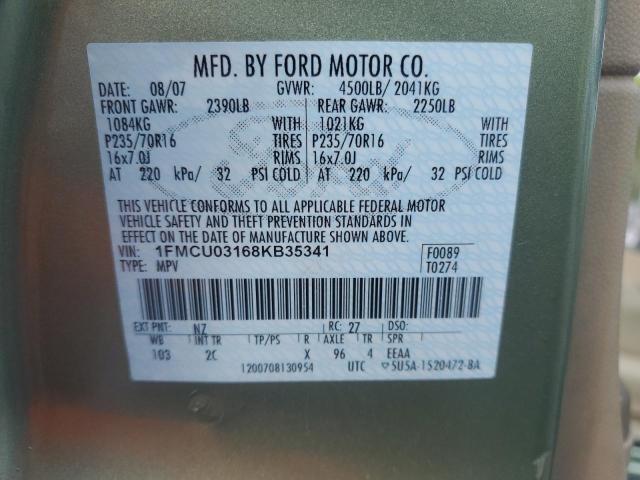 MFD. BY FORD MOTOR CO.
DATE: 08/07 GVWR: 4500LB/ 2041KG
FRONT GAWR: 2390LB REAR GAWR: 2250LB
1084KG WITH 1021KG WITH
P235/70R16 TIRES P235/70R16 TIRES
16x7.0J RIMS 16x7.0J RIMS
AT 220 kPa/ 32 PSI COLD AT 220 kPa/ 32 PSI COLD
THIS VEHICLE CONFORMS TO ALL APPLICABLE FEDERAL MOTOR
VEHICLE SAFETY AND THEFT PREVENTION STANDARDS IN
EFFECT ON THE DATE OF MANUFACTURE SHOWN ABOVE.
VIN: 1FMCU03168KB35341 F0089
TYPE: MPV T0274
EXT PNT: NZ RC: 27 DSO:
WB INT TR TP/PS R AXLE TR SPR
103 2C X 96 4 EEAA
1200708130954 UTC ▽5U5A-1520472-BA